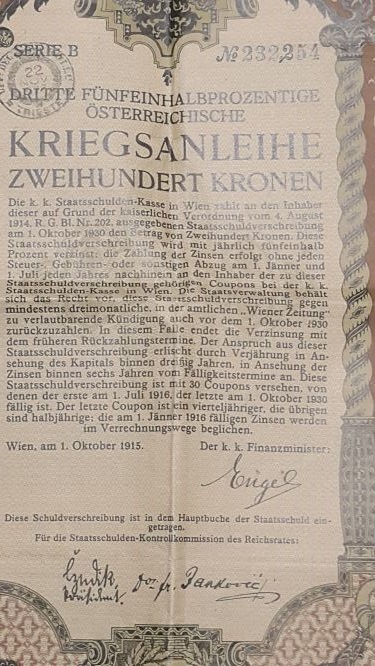 SERIE B
№ 232,254
DRITTE FÜNFEINHALBPROZENTIGE
ÖSTERREICHISCHE
KRIEGSANLEIHE
ZWEIHUNDERT KRONEN
Die k. k. Staatsschulden-Kasse in Wien zahlt an den Inhaber
dieser auf Grund der kaiserlichen Verordnung vom 4. August
1914, R. G. Bl. Nr. 202, ausgegebenen Staatsschuldverschreibung
am 1. Oktober 1930 den Betrag von Zweihundert Kronen. Diese
Staatsschuldverschreibung wird mit jährlich fünfeinhalb
Prozent verzinst; die Zahlung der Zinsen erfolgt ohne jeden
Steuer-, Gebühren- oder sonstigen Abzug am 1. Jänner und
1. Juli jeden Jahres nachhinein an den Inhaber der zu dieser
Staatsschuldverschreibung gehörigen Coupons bei der k. k.
Staatsschulden-Kasse in Wien. Die Staatsverwaltung behält
sich das Recht vor, diese Staatsschuldverschreibung gegen
mindestens dreimonatliche, in der amtlichen „Wiener Zeitung"
zu verlautbarende Kündigung auch vor dem 1. Oktober 1930
zurückzuzahlen. In diesem Falle endet die Verzinsung mit
dem früheren Rückzahlungstermine. Der Anspruch aus dieser
Staatsschuldverschreibung erlischt durch Verjährung in An-
sehung des Kapitals binnen dreißig Jahren, in Ansehung der
Zinsen binnen sechs Jahren vom Fälligkeitstermine an. Diese
Staatsschuldverschreibung ist mit 30 Coupons versehen, von
denen der erste am 1. Juli 1916, der letzte am 1. Oktober 1930
fällig ist. Der letzte Coupon ist ein vierteljähriger, die übrigen
sind halbjährige; die am 1. Jänner 1916 fälligen Zinsen werden
im Verrechnungswege beglichen.
Wien, am 1. Oktober 1915.
Der k. k. Finanzminister:
Engel
Diese Schuldverschreibung ist in dem Hauptbuche der Staatsschuld ein-
getragen.
Für die Staatsschulden-Kontrollkommission des Reichsrates:
Präsident.